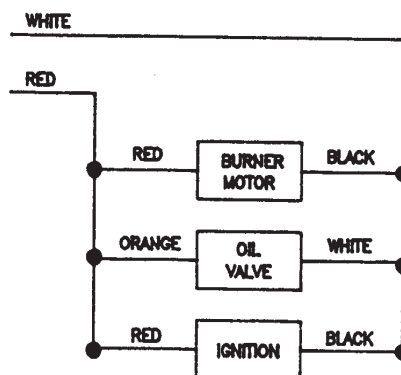 WHITE
RED
RED
BURNER
MOTOR
BLACK
ORANGE
OIL
VALVE
WHITE
RED
IGNITION
BLACK